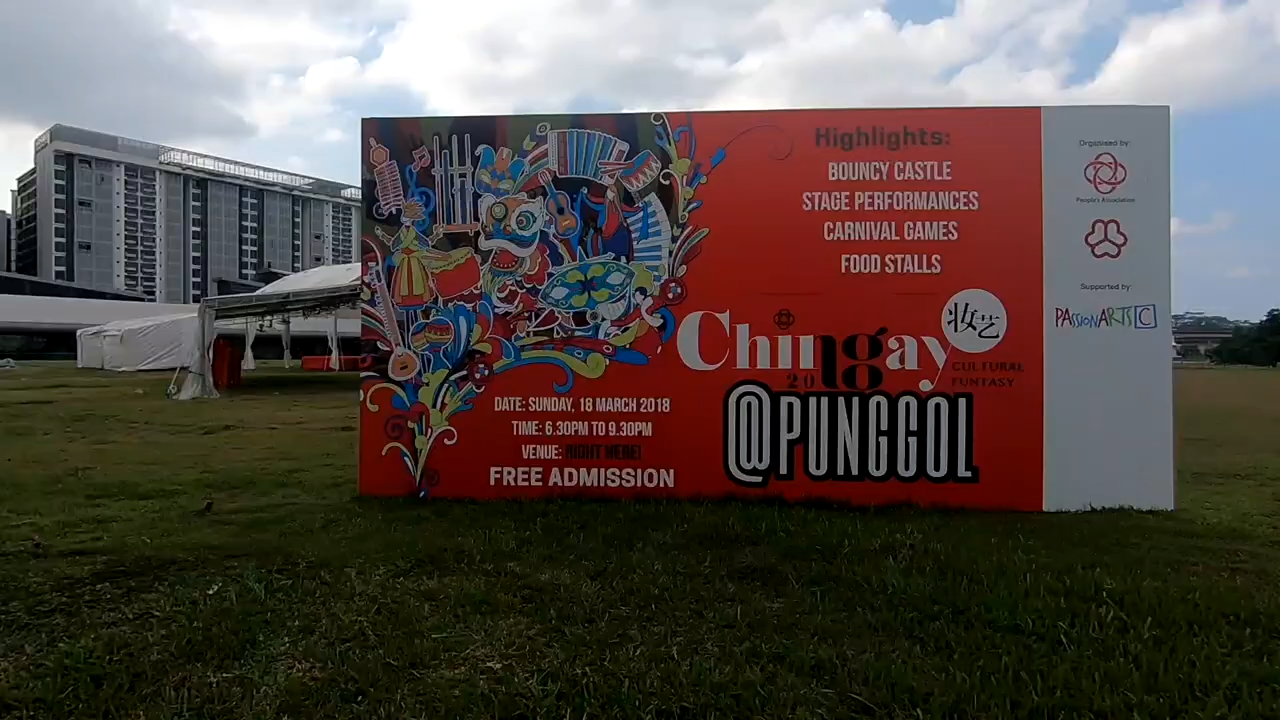 Highlights:
BOUNCY CASTLE
STAGE PERFORMANCES
CARNIVAL GAMES
FOOD STALLS
Chingay
2018
妆艺
CULTURAL
FUNTASY
@PUNGGOL
DATE: SUNDAY, 18 MARCH 2018
TIME: 6.30PM TO 9.30PM
VENUE: RIGHT HERE!
FREE ADMISSION
Organised by:
People's Association
Supported by:
PASSIONARTS